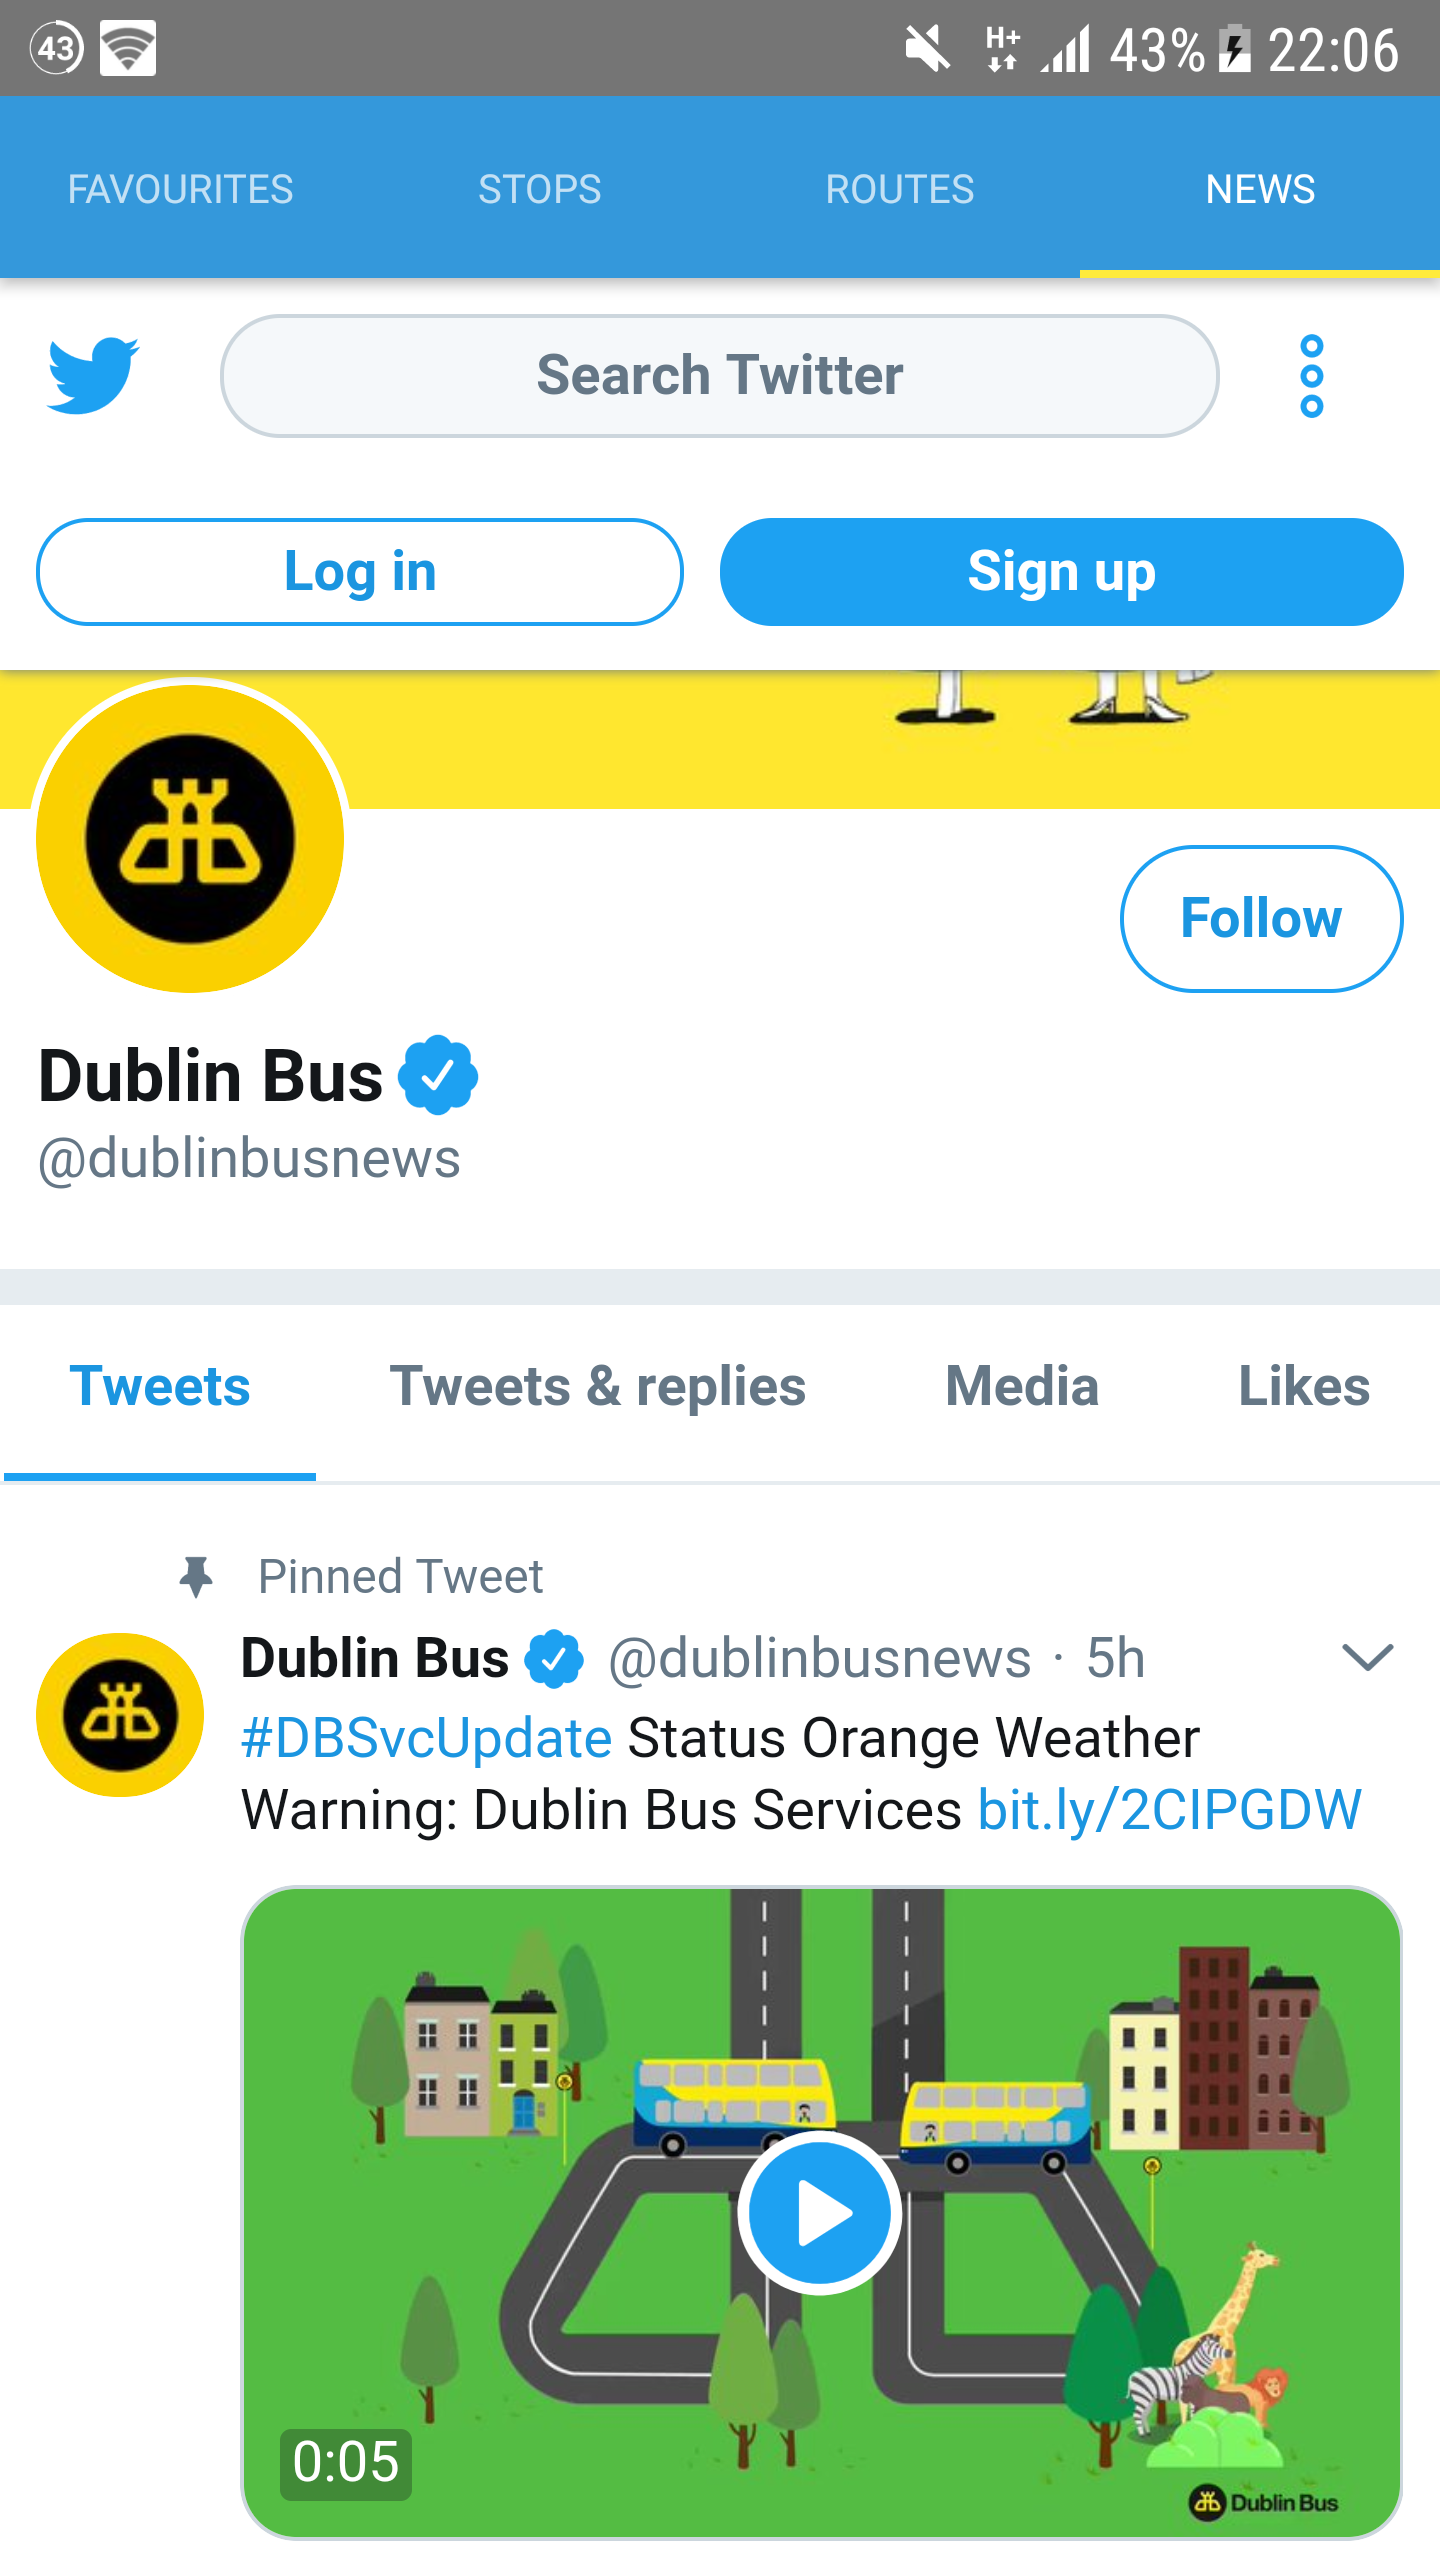 43 H+ 43% 22:06
FAVOURITES STOPS ROUTES NEWS
Search Twitter
Log in Sign up
Follow
Dublin Bus
@dublinbusnews
Tweets Tweets & replies Media Likes
Pinned Tweet
Dublin Bus @dublinbusnews · 5h
#DBSvcUpdate Status Orange Weather
Warning: Dublin Bus Services bit.ly/2CIPGDW
0:05
Dublin Bus